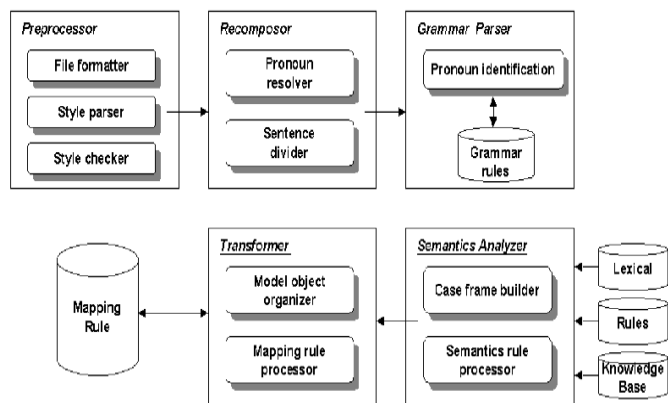 Preprocessor
File formatter
Style parser
Style checker
Recomposor
Pronoun
resolver
Sentence
divider
Grammar Parser
Pronoun identification
Grammar
rules
Mapping
Rule
Transformer
Model object
organizer
Mapping rule
processor
Semantics Analyzer
Case frame builder
Semantics rule
processor
Lexical
Rules
Knowledge
Base